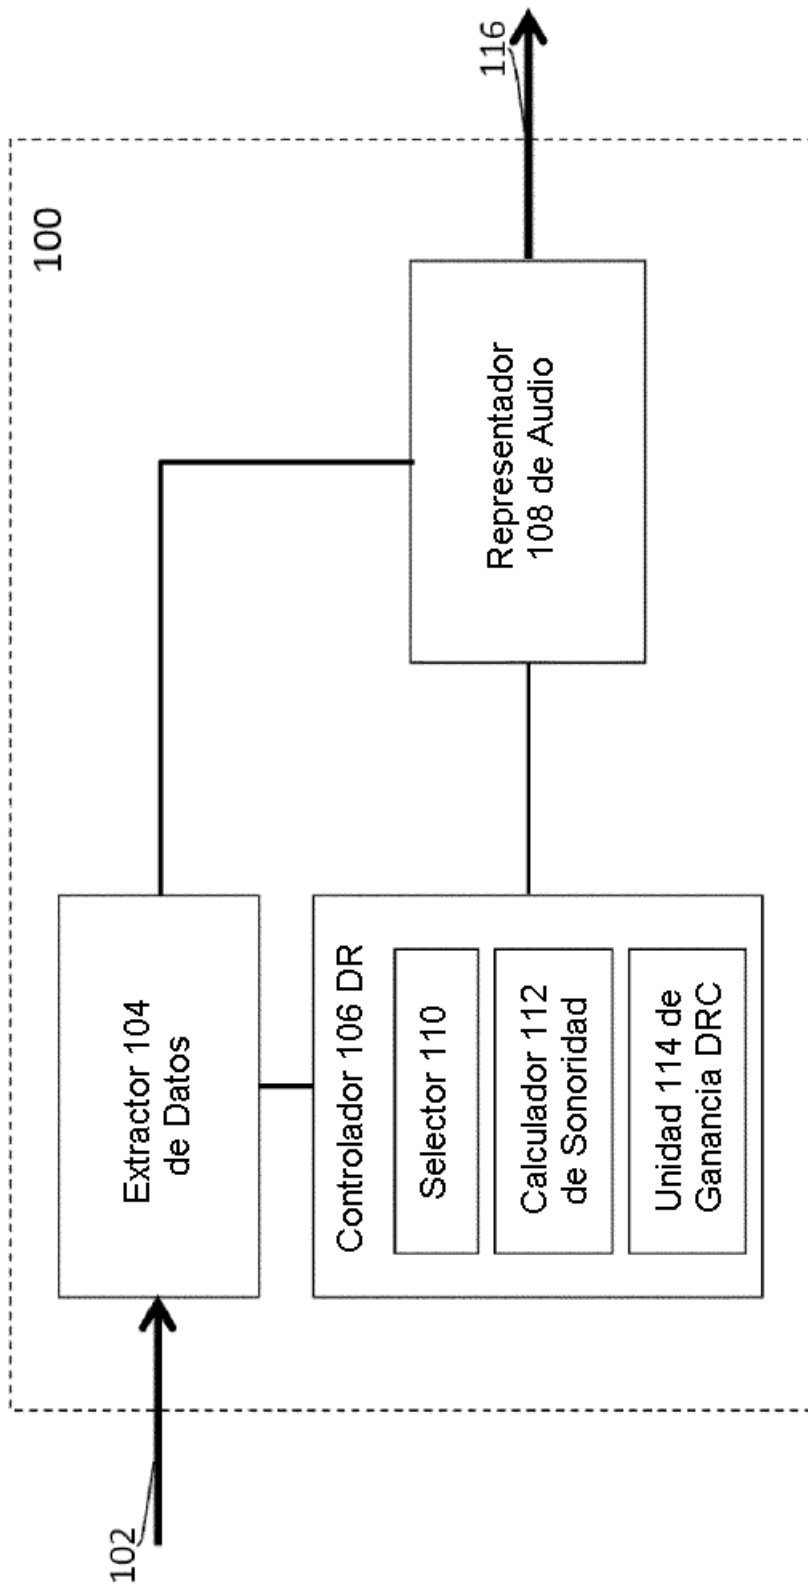 100
102
Extractor 104
de Datos
Controlador 106 DR
Selector 110
Calculador 112
de Sonoridad
Unidad 114 de
Ganancia DRC
Representador
108 de Audio
116